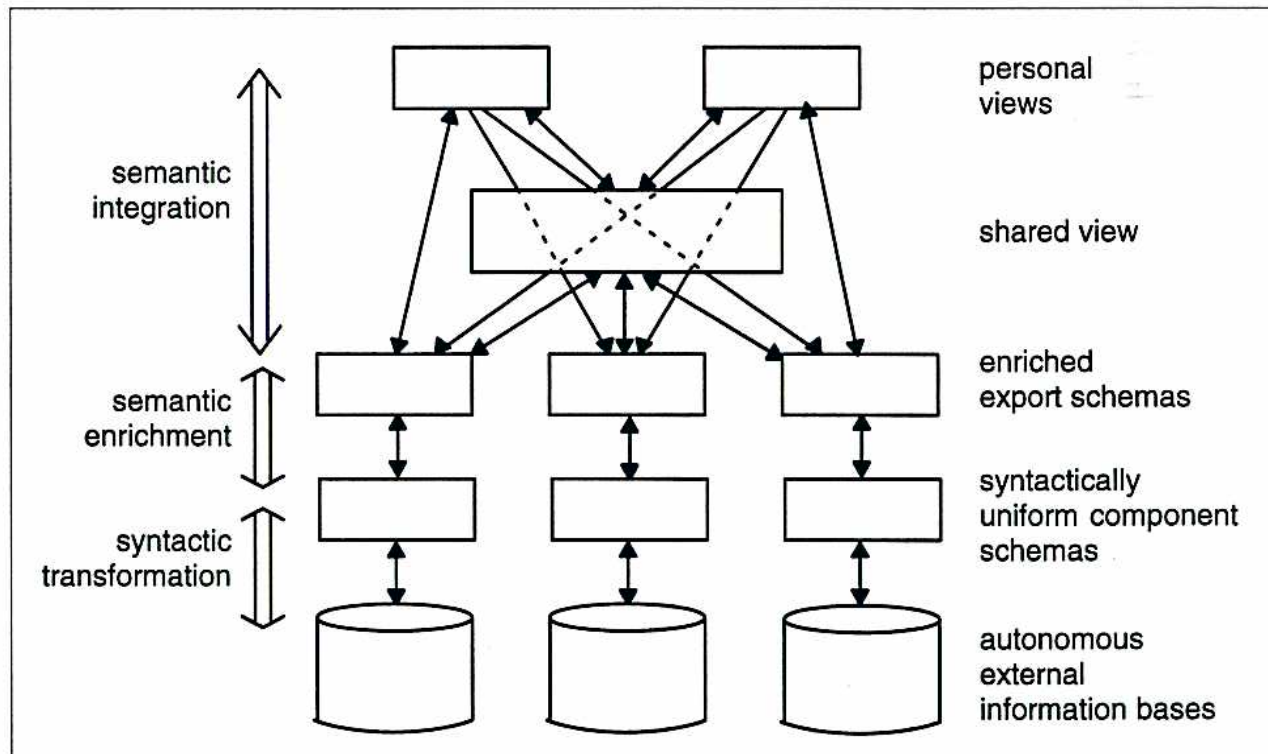 personal
views
semantic
integration
shared view
enriched
export schemas
semantic
enrichment
syntactically
uniform component
schemas
syntactic
transformation
autonomous
external
information bases